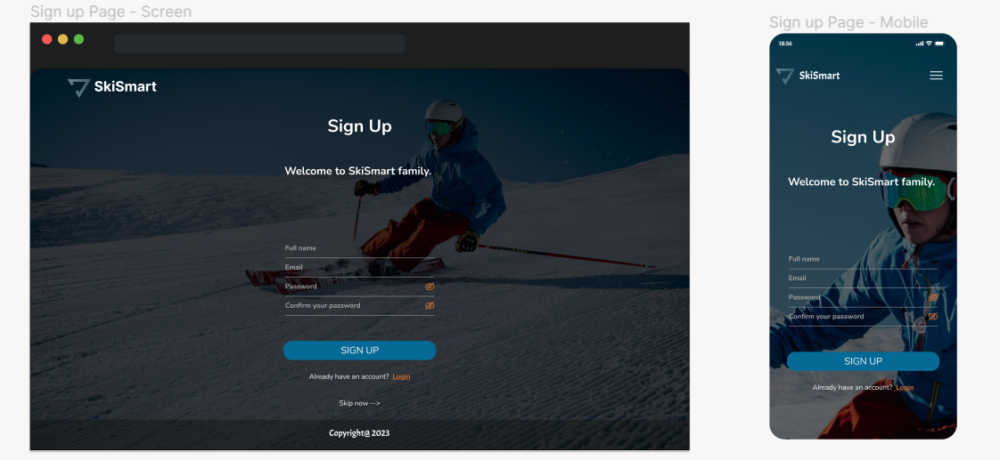 Sign up Page - Screen
SkiSmart
Sign Up
Welcome to SkiSmart family.
Full name
Email
Password
Confirm your password
SIGN UP
Already have an account? Login
Skip now -->
Copyright@ 2023
Sign up Page - Mobile
18:56
SkiSmart
Sign Up
Welcome to SkiSmart family.
Full name
Email
Password
Confirm your password
SIGN UP
Already have an account? Login